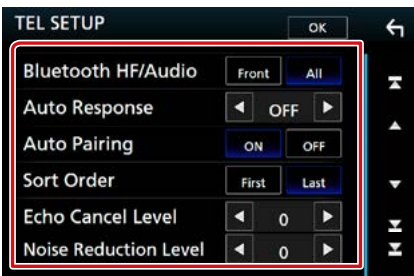 TEL SETUP OK
Bluetooth HF/Audio Front All
Auto Response OFF
Auto Pairing ON OFF
Sort Order First Last
Echo Cancel Level 0
Noise Reduction Level 0